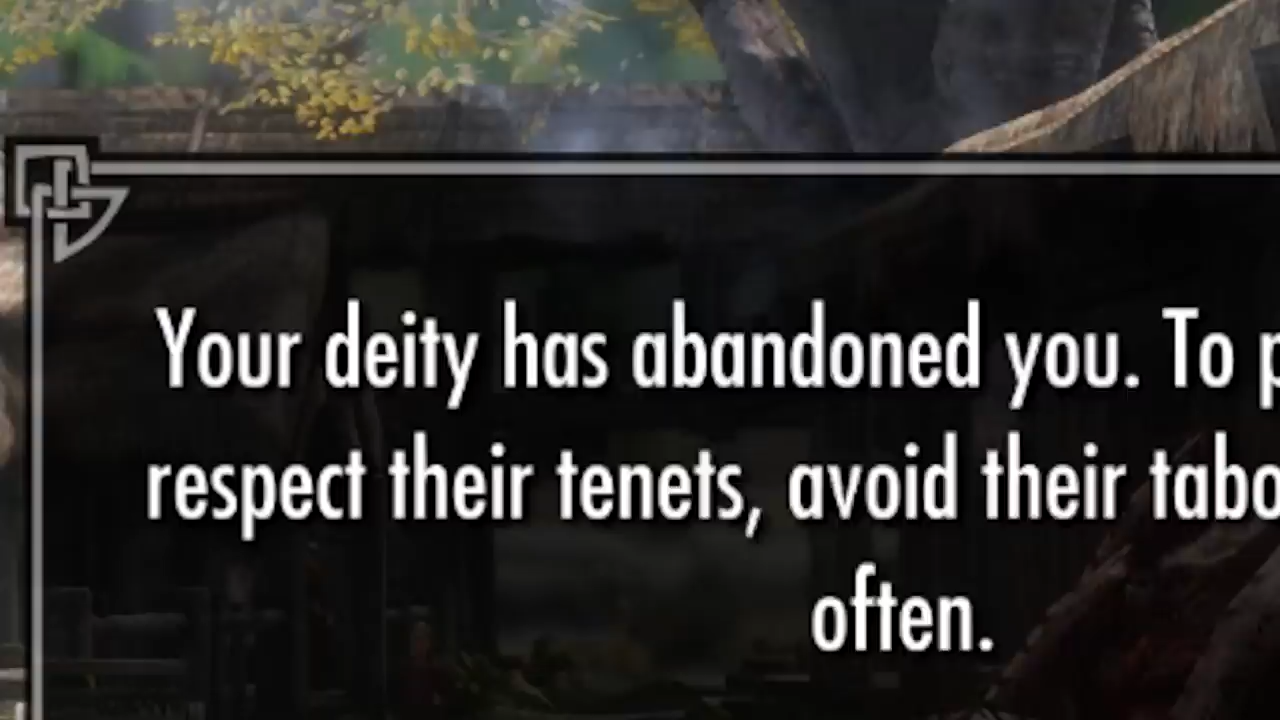 Your deity has abandoned you. To
respect their tenets, avoid their
often.